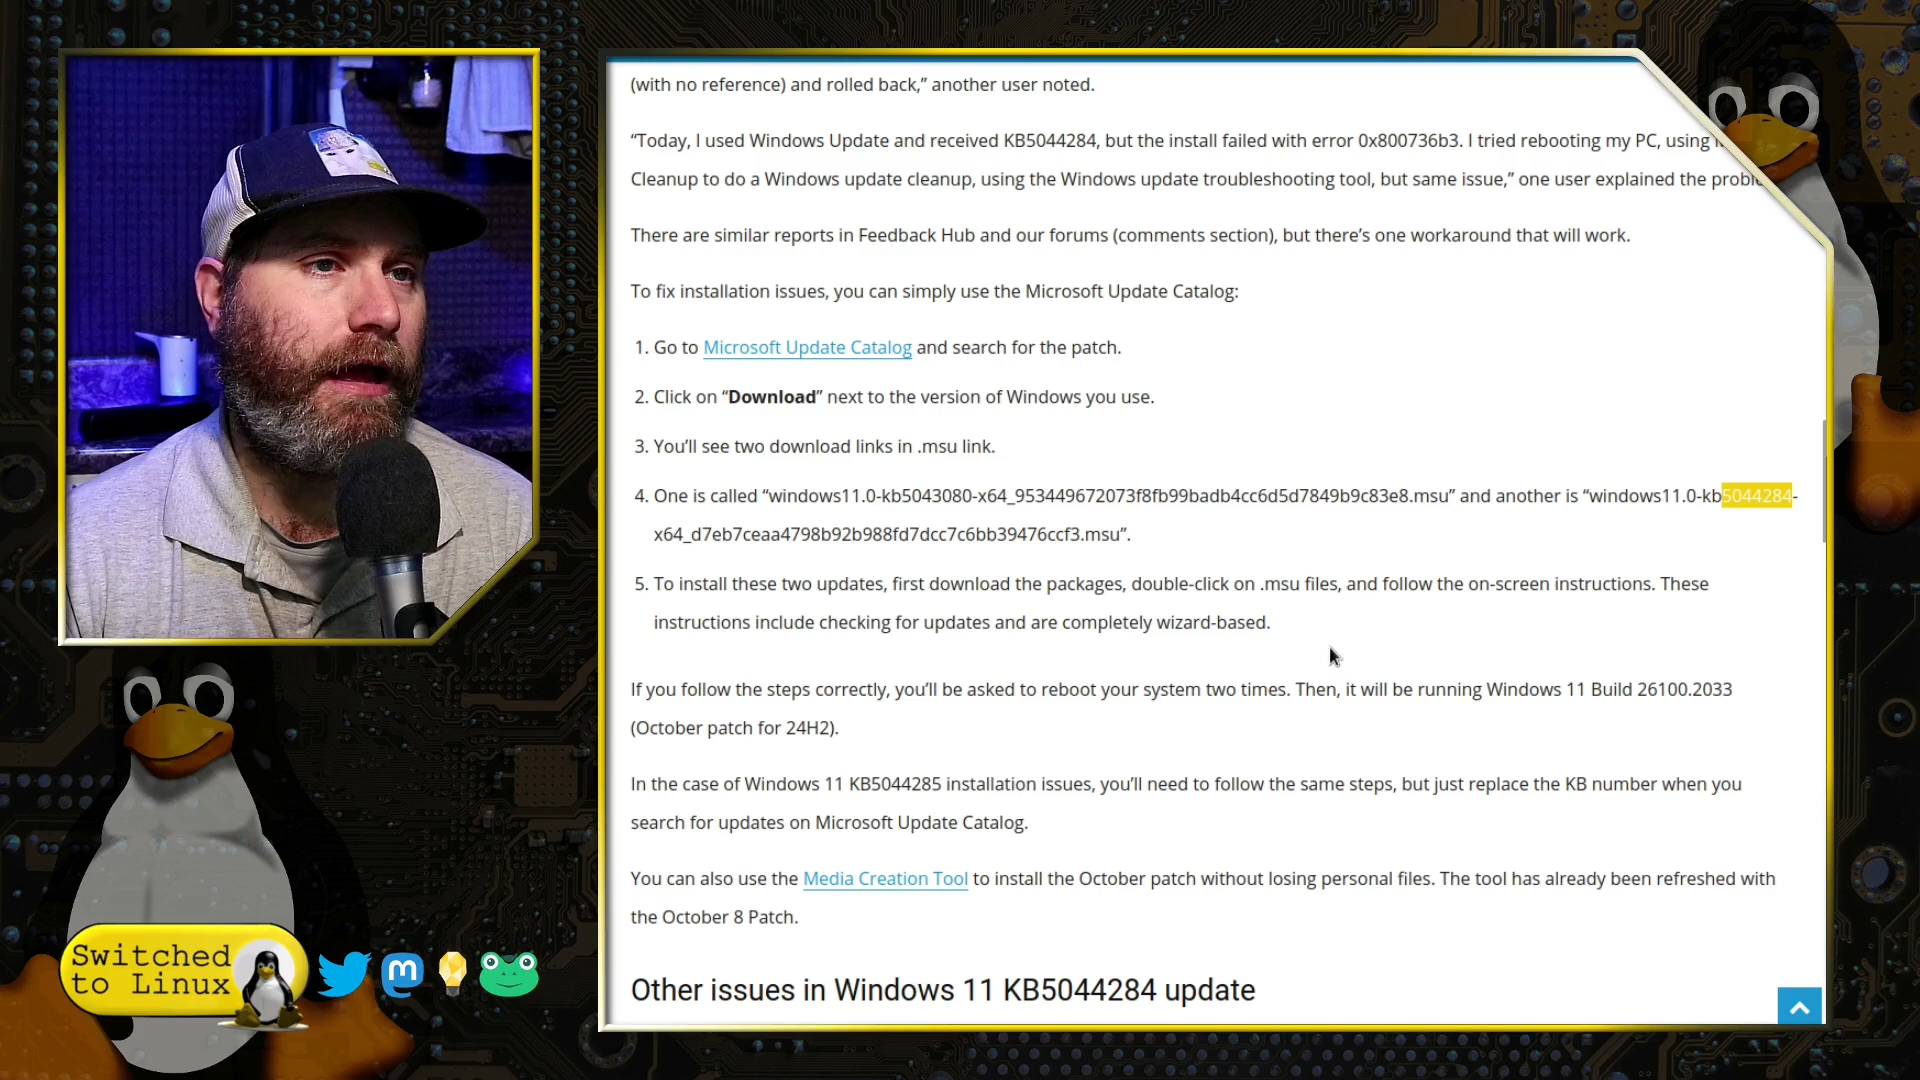 (with no reference) and rolled back,” another user noted.
“Today, I used Windows Update and received KB5044284, but the install failed with error 0x800736b3. I tried rebooting my PC, using
Cleanup to do a Windows update cleanup, using the Windows update troubleshooting tool, but same issue,” one user explained the
There are similar reports in Feedback Hub and our forums (comments section), but there’s one workaround that will work.
To fix installation issues, you can simply use the Microsoft Update Catalog:
1. Go to Microsoft Update Catalog and search for the patch.
2. Click on “Download” next to the version of Windows you use.
3. You’ll see two download links in .msu link.
4. One is called “windows11.0-kb5043080-x64_953449672073f8fb99badb4cc6d5d7849b9c83e8.msu” and another is “windows11.0-kb5044284-
x64_d7eb7ceaa4798b92b988fd7dcc7c6bb39476ccf3.msu”.
5. To install these two updates, first download the packages, double-click on .msu files, and follow the on-screen instructions. These
instructions include checking for updates and are completely wizard-based.
If you follow the steps correctly, you’ll be asked to reboot your system two times. Then, it will be running Windows 11 Build 26100.2033
(October patch for 24H2).
In the case of Windows 11 KB5044285 installation issues, you’ll need to follow the same steps, but just replace the KB number when you
search for updates on Microsoft Update Catalog.
You can also use the Media Creation Tool to install the October patch without losing personal files. The tool has already been refreshed with
the October 8 Patch.
Other issues in Windows 11 KB5044284 update
Switched
to Linux